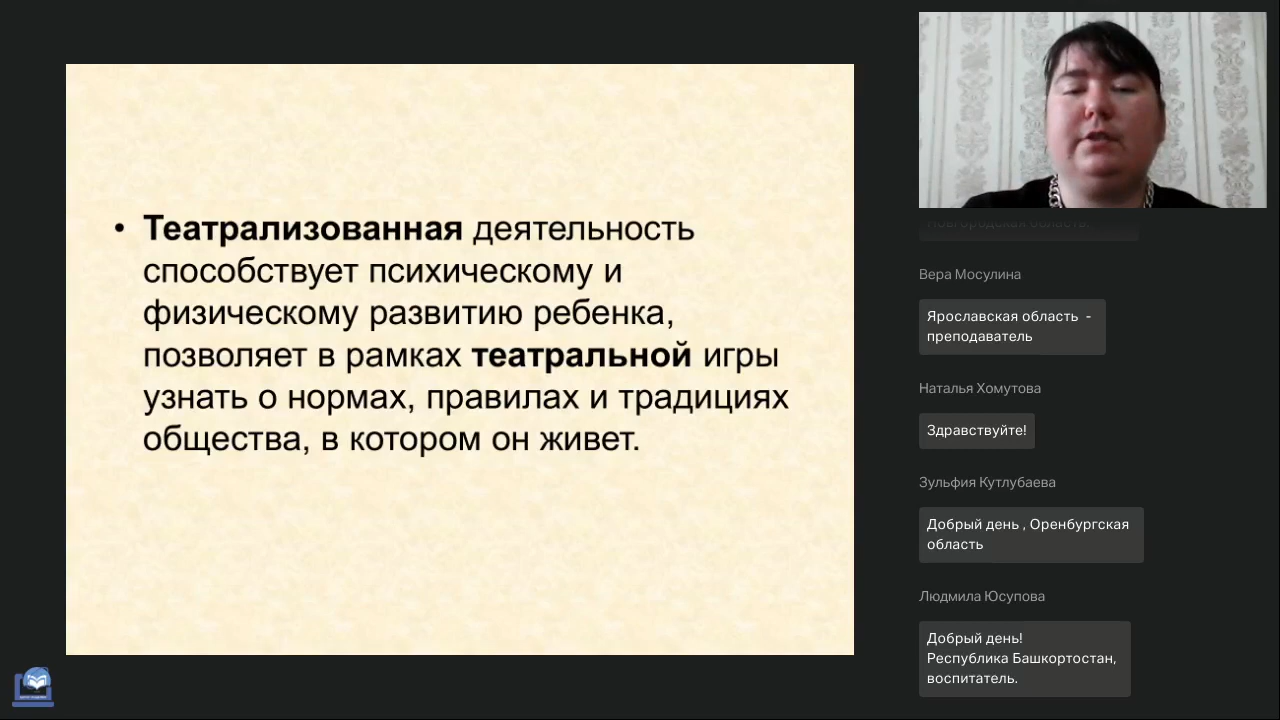 • Театрализованная деятельность
способствует психическому и
физическому развитию ребенка,
позволяет в рамках театральной игры
узнать о нормах, правилах и традициях
общества, в котором он живет.
Новгородская область.
Вера Мосулина
Ярославская область -
преподаватель
Наталья Хомутова
Здравствуйте!
Зульфия Кутлубаева
Добрый день , Оренбургская
область
Людмила Юсупова
Добрый день!
Республика Башкортостан,
воспитатель.